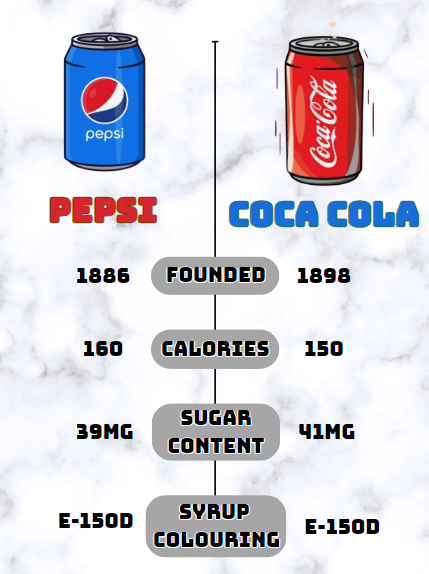 pepsi
Coca-Cola
PEPSI
COCA COLA
1886 FOUNDED 1898
160 CALORIES 150
39MG SUGAR CONTENT 41MG
E-150D SYRUP COLOURING E-150D